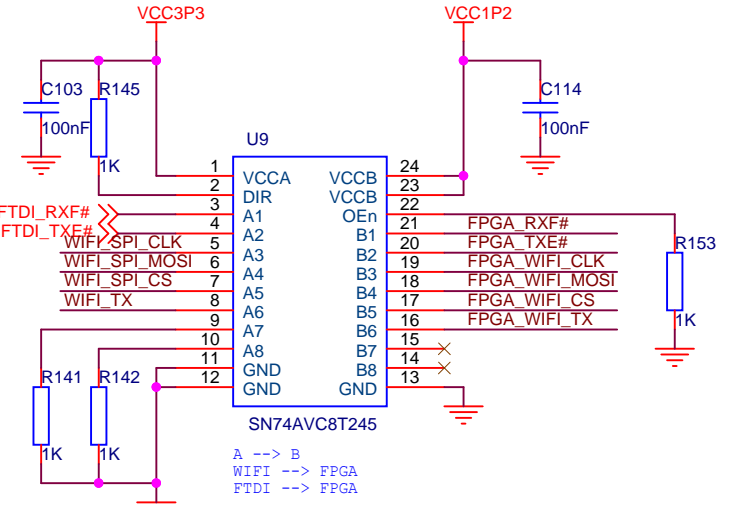 VCC3P3
VCC1P2
C103
R145
C114
100nF
100nF
1K
U9
1
VCCA
VCCB
24
2
DIR
VCCB
23
FTDI_RXF#
3
A1
OEn
22
FTDI_TXE#
4
A2
B1
21
FPGA_RXF#
WIFI_SPI_CLK
5
A3
B2
20
FPGA_TXE#
R153
WIFI_SPI_MOSI
6
A4
B3
19
FPGA_WIFI_CLK
WIFI_SPI_CS
7
A5
B4
18
FPGA_WIFI_MOSI
WIFI_TX
8
A6
B5
17
FPGA_WIFI_CS
9
A7
B6
16
FPGA_WIFI_TX
1K
10
A8
B7
15
11
GND
B8
14
12
GND
GND
13
R141
R142
1K
1K
SN74AVC8T245
A --> B
WIFI --> FPGA
FTDI --> FPGA